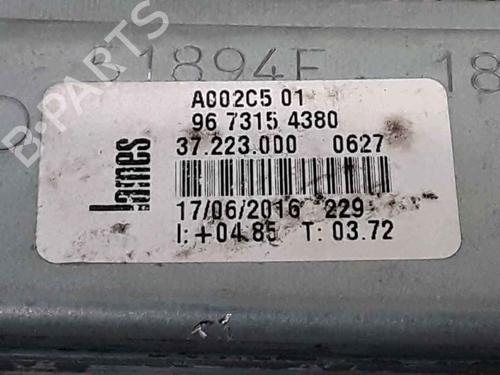 51894F 18
A002C5 01
96 7315 4380
37.223.000 0627
lames
17/06/2016 229
I: +04.85 T: 03.72
B-PARTS